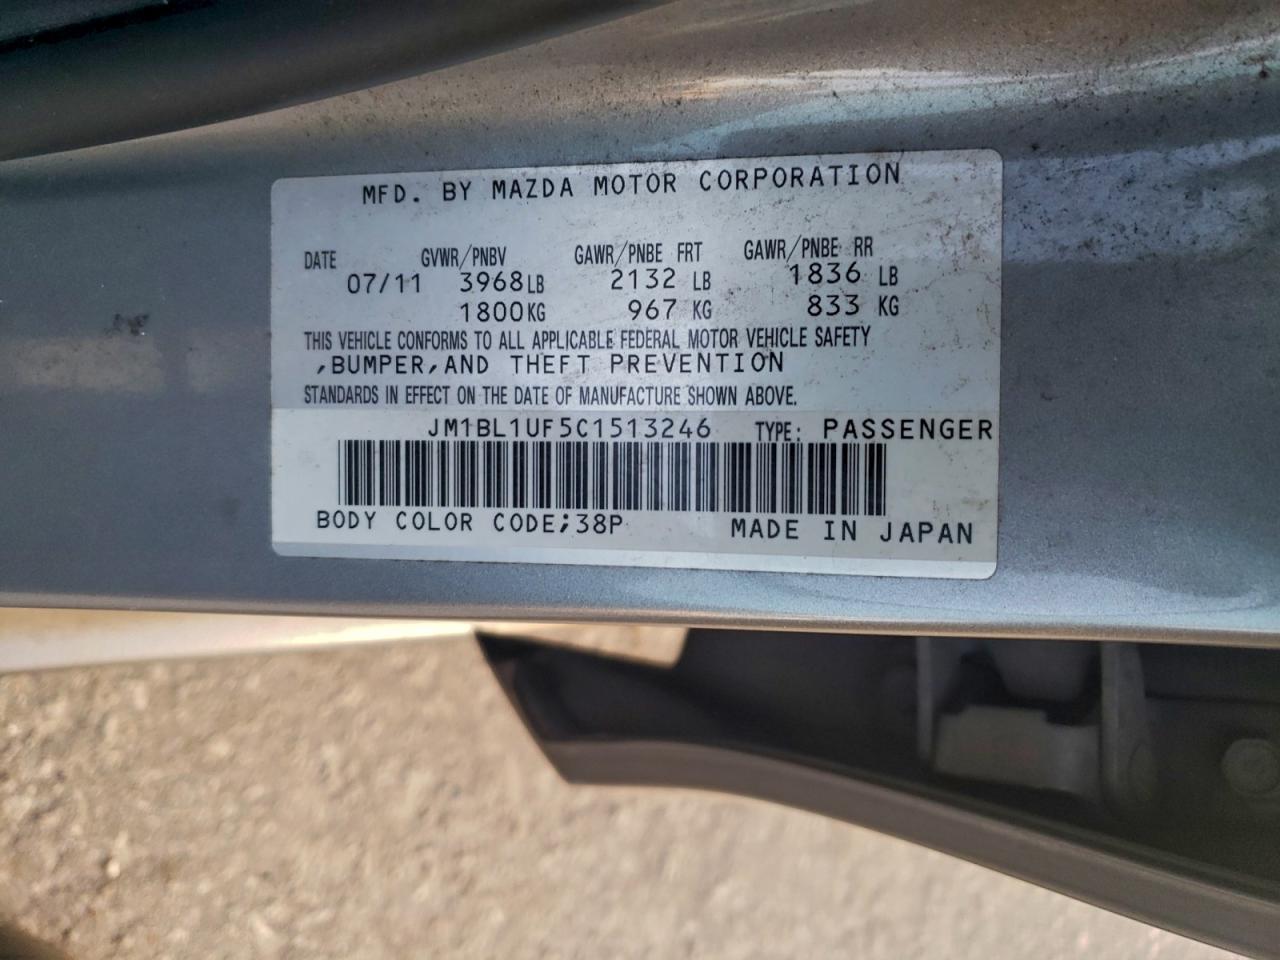 MFD. BY MAZDA MOTOR CORPORATION
DATE GVWR/PNBV GAWR/PNBE FRT GAWR/PNBE RR
07/11 3968LB 2132 LB 1836 LB
1800KG 967 KG 833 KG
THIS VEHICLE CONFORMS TO ALL APPLICABLE FEDERAL MOTOR VEHICLE SAFETY
,BUMPER,AND THEFT PREVENTION
STANDARDS IN EFFECT ON THE DATE OF MANUFACTURE SHOWN ABOVE.
JM1BL1UF5C1513246 TYPE: PASSENGER
BODY COLOR CODE;38P MADE IN JAPAN